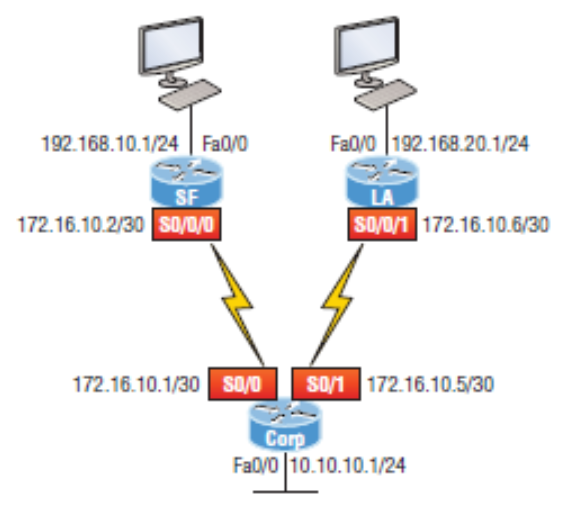 192.168.10.1/24 Fa0/0
Fa0/0 192.168.20.1/24
SF
LA
172.16.10.2/30 S0/0/0
S0/0/1 172.16.10.6/30
172.16.10.1/30 S0/0
S0/1 172.16.10.5/30
Corp
Fa0/0 10.10.10.1/24